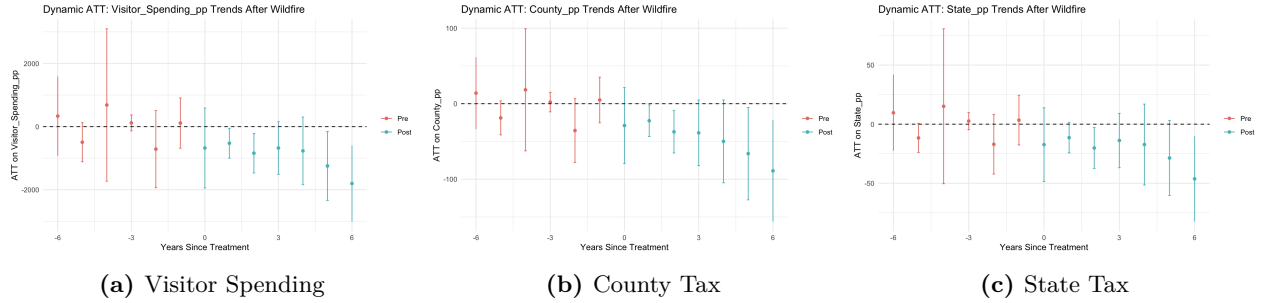 Dynamic ATT: Visitor_Spending_pp Trends After Wildfire
ATT on Visitor_Spending_pp
2000
0
-2000
-6
-3
0
3
6
Years Since Treatment
Pre
Post
(a) Visitor Spending
Dynamic ATT: County_pp Trends After Wildfire
ATT on County_pp
100
0
-100
-6
-3
0
3
6
Years Since Treatment
Pre
Post
(b) County Tax
Dynamic ATT: State_pp Trends After Wildfire
ATT on State_pp
50
0
-50
-6
-3
0
3
6
Years Since Treatment
Pre
Post
(c) State Tax